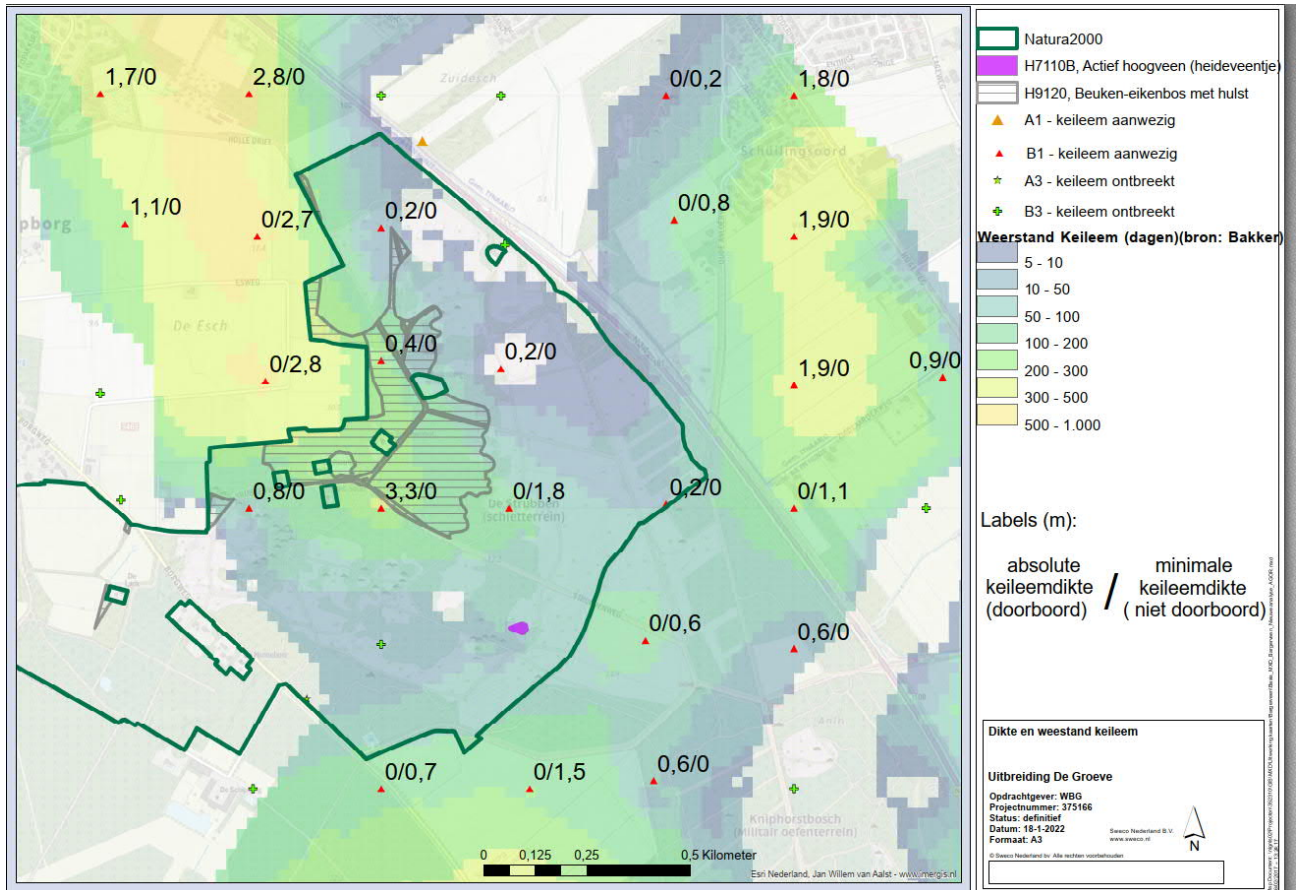 Zuidesch
1,7/0
2,8/0
0/0,2
1,8/0
Schuilingsoord
pborg
1,1/0
0/2,7
0,2/0
0/0,8
1,9/0
De Esch
0/2,8
0,4/0
0,2/0
1,9/0
0,9/0
0,8/0
3,3/0
0/1,8
0,2/0
0/1,1
De Strubben
(schietterrein)
0/0,6
0,6/0
0/0,7
0/1,5
0,6/0
Kniphorstbosch
(Militair oefenterrein)
0 0,125 0,25 0,5 Kilometer
Esri Nederland, Jan Willem van Aalst - www.imergis.nl
Natura2000
H7110B, Actief hoogveen (heideveentje)
H9120, Beuken-eikenbos met hulst
A1 - keileem aanwezig
B1 - keileem aanwezig
A3 - keileem ontbreekt
B3 - keileem ontbreekt
Weerstand Keileem (dagen)(bron: Bakker)
5 - 10
10 - 50
50 - 100
100 - 200
200 - 300
300 - 500
500 - 1.000
Labels (m):
absolute keileemdikte (doorboord) / minimale keileemdikte ( niet doorboord)
Dikte en weestand keileem
Uitbreiding De Groeve
Opdrachtgever: WBG
Projectnummer: 375166
Status: definitief
Datum: 18-1-2022
Formaat: A3
Sweco Nederland B.V.
www.sweco.nl
N
© Sweco Nederland bv Alle rechten voorbehouden